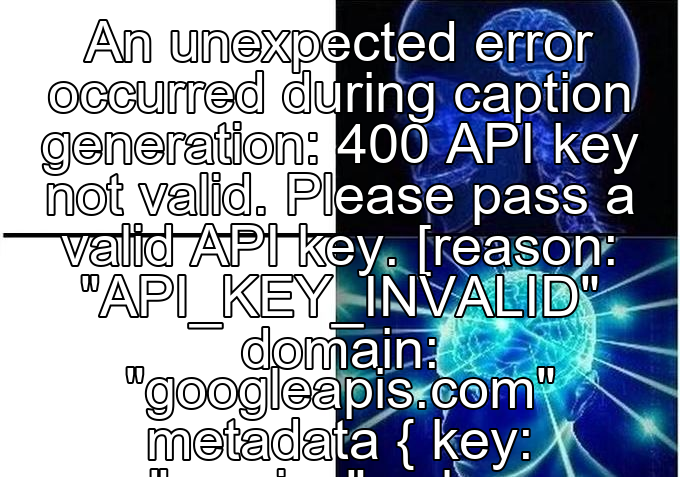 An unexpected error
occurred during caption
generation: 400 API key
not valid. Please pass a
valid API key. [reason:
"API_KEY_INVALID"
domain:
"googleapis.com"
metadata { key: